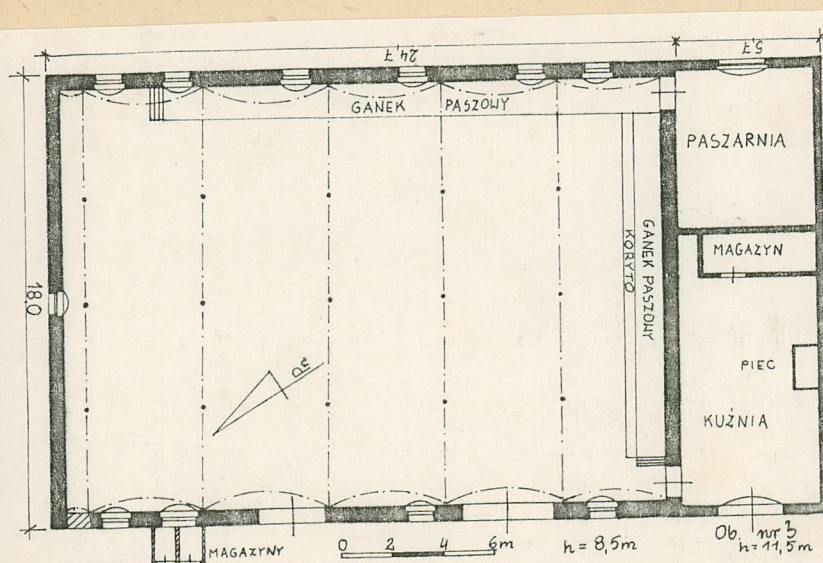 24,7
5,7
GANEK PASZOWY
PASZARNIA
MAGAZYN
GANEK PASZOWY
KORYTO
18,0
PIEC
KUŹNIA
MAGAZYNY
0 2 4 6m
h = 8,5m
Ob. nr 3
h = 11,5m